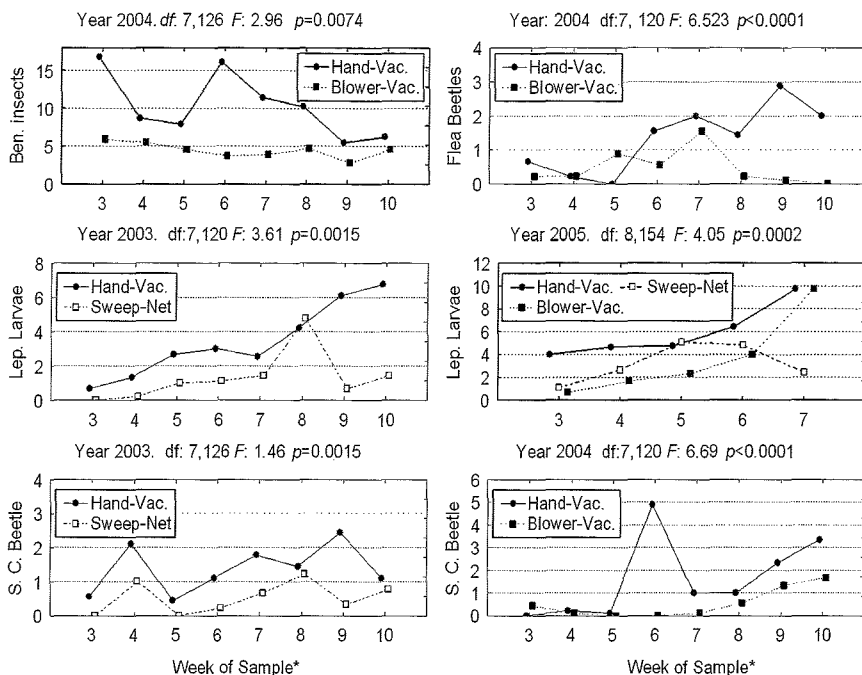 Year 2004. df: 7,126 F: 2.96 p=0.0074
Ben. insects
15
10
5
0
Hand-Vac.
Blower-Vac.
3 4 5 6 7 8 9 10
Year: 2004 df:7, 120 F: 6.523 p<0.0001
Flea Beetles
4
3
2
1
0
Hand-Vac.
Blower-Vac.
3 4 5 6 7 8 9 10
Year 2003. df:7,120 F: 3.61 p=0.0015
Lep. Larvae
8
6
4
2
0
Hand-Vac.
Sweep-Net
3 4 5 6 7 8 9 10
Year 2005. df: 8,154 F: 4.05 p=0.0002
Lep. Larvae
12
10
8
6
4
2
0
Hand-Vac. Sweep-Net
Blower-Vac.
3 4 5 6 7
Year 2003. df: 7,126 F: 1.46 p=0.0015
S. C. Beetle
4
3
2
1
0
Hand-Vac.
Sweep-Net
3 4 5 6 7 8 9 10
Week of Sample*
Year 2004 df:7,120 F: 6.69 p<0.0001
S. C. Beetle
6
5
4
3
2
1
0
Hand-Vac.
Blower-Vac.
3 4 5 6 7 8 9 10
Week of Sample*